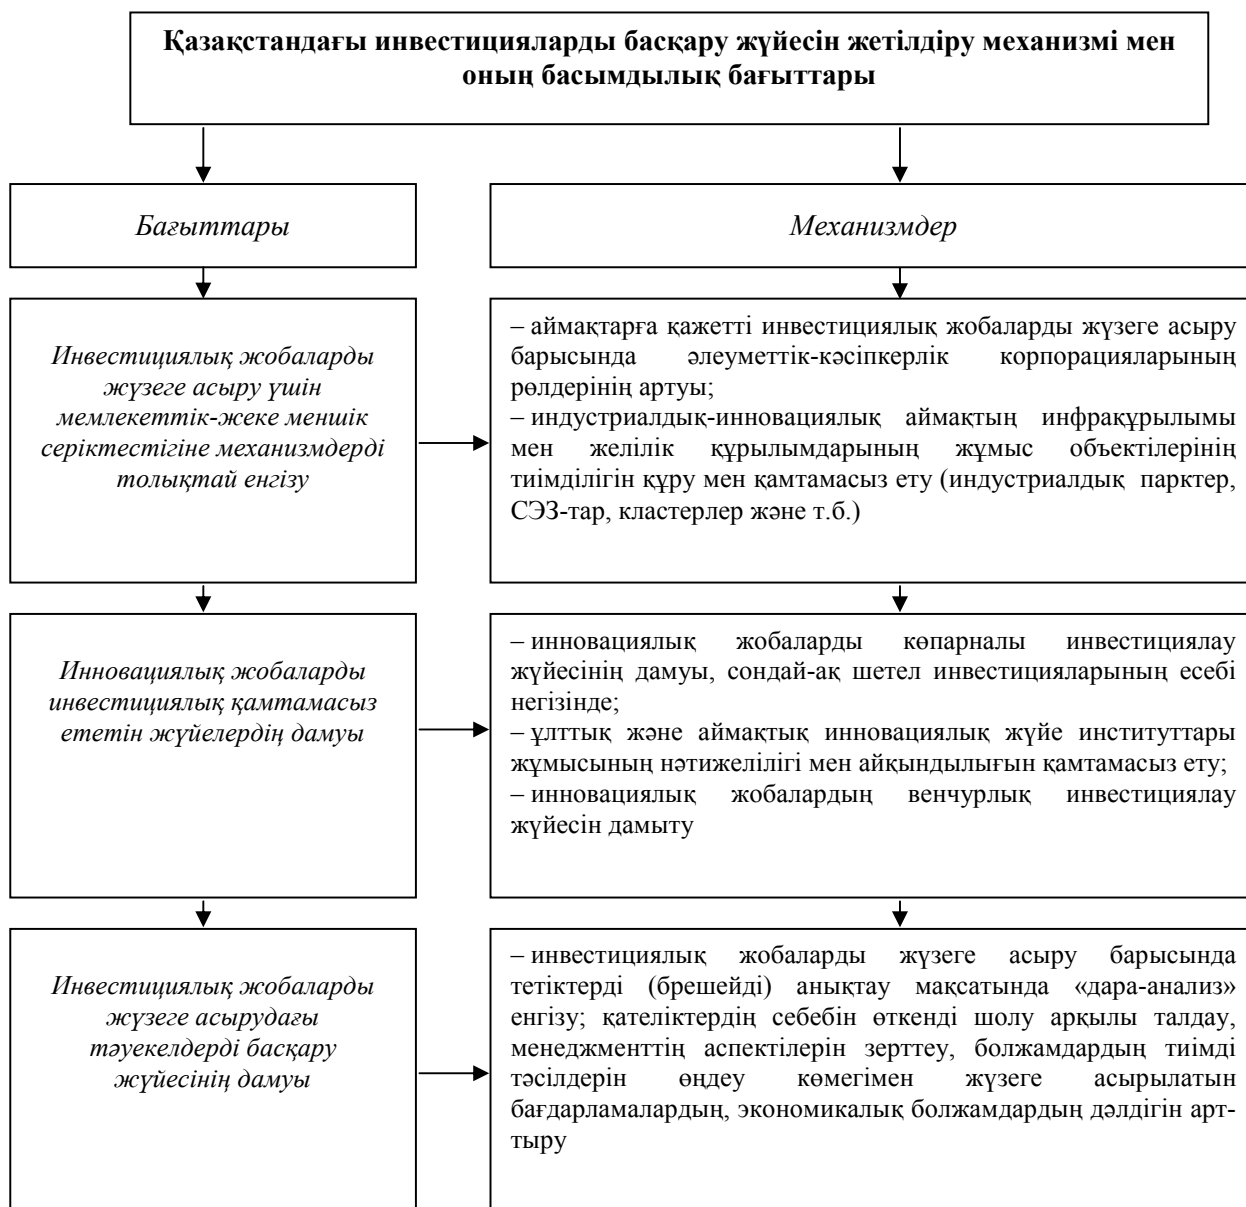 Қазақстандағы инвестицияларды басқару жүйесін жетілдіру механизмі мен
оның басымдылық бағыттары
Бағыттары
Механизмдер
Инвестициялық жобаларды
жүзеге асыру үшін
мемлекеттік-жеке меншік
серіктестігіне механизмдерді
толықтай енгізу
– аймақтарға қажетті инвестициялық жобаларды жүзеге асыру
барысында әлеуметтік-кәсіпкерлік корпорацияларының
рөлдерінің артуы;
– индустриалдық-инновациялық аймақтың инфрақұрылымы
мен желілік құрылымдарының жұмыс объектілерінің
тиімділігін құру мен қамтамасыз ету (индустриалдық парктер,
СЭЗ-тар, кластерлер және т.б.)
Инновациялық жобаларды
инвестициялық қамтамасыз
ететін жүйелердің дамуы
– инновациялық жобаларды көпарналы инвестициялау
жүйесінің дамуы, сондай-ақ шетел инвестицияларының есебі
негізінде;
– ұлттық және аймақтық инновациялық жүйе институттары
жұмысының нәтижелілігі мен айқындылығын қамтамасыз ету;
– инновациялық жобалардың венчурлық инвестициялау
жүйесін дамыту
Инвестициялық жобаларды
жүзеге асырудағы
тәуекелдерді басқару
жүйесінің дамуы
– инвестициялық жобаларды жүзеге асыру барысында
тетіктерді (брешейді) анықтау мақсатында «дара-анализ»
енгізу; қателіктердің себебін өткенді шолу арқылы талдау,
менеджменттің аспектілерін зерттеу, болжамдардың тиімді
тәсілдерін өңдеу көмегімен жүзеге асырылатын
бағдарламалардың, экономикалық болжамдардың дәлдігін арт-
тыру